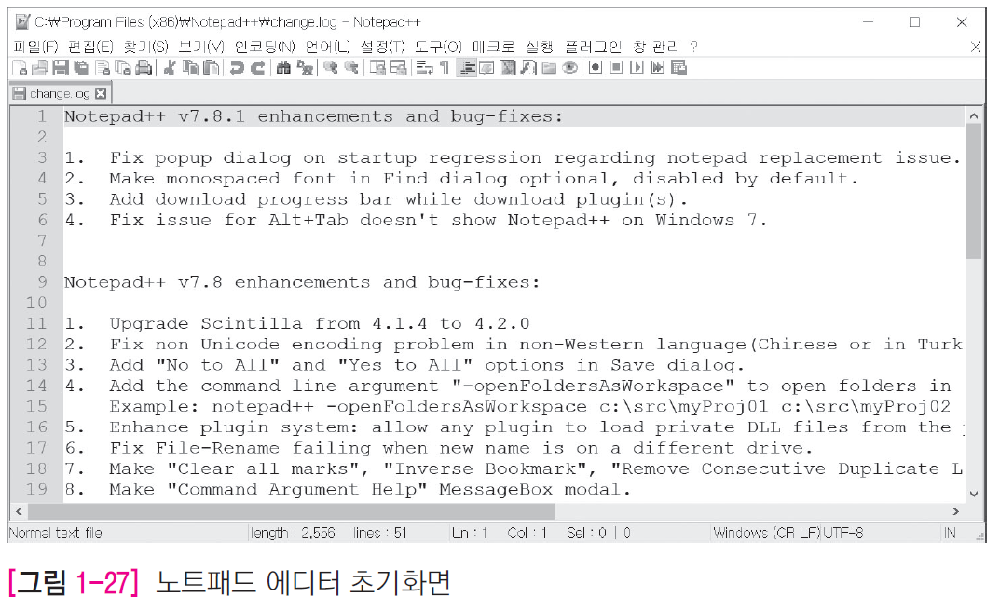 C:￦Program Files (x86)￦Notepad++￦change.log - Notepad++
파일(F) 편집(E) 찾기(S) 보기(V) 인코딩(N) 언어(L) 설정(T) 도구(O) 매크로 실행 플러그인 창 관리 ? X
change.log
1 Notepad++ v7.8.1 enhancements and bug-fixes:
2
3 1. Fix popup dialog on startup regression regarding notepad replacement issue.
4 2. Make monospaced font in Find dialog optional, disabled by default.
5 3. Add download progress bar while download plugin(s).
6 4. Fix issue for Alt+Tab doesn't show Notepad++ on Windows 7.
7
8
9 Notepad++ v7.8 enhancements and bug-fixes:
10
11 1. Upgrade Scintilla from 4.1.4 to 4.2.0
12 2. Fix non Unicode encoding problem in non-Western language(Chinese or in Turk
13 3. Add "No to All" and "Yes to All" options in Save dialog.
14 4. Add the command line argument "-openFoldersAsWorkspace" to open folders in
15 Example: notepad++ -openFoldersAsWorkspace c:\src\myProj01 c:\src\myProj02
16 5. Enhance plugin system: allow any plugin to load private DLL files from the
17 6. Fix File-Rename failing when new name is on a different drive.
18 7. Make "Clear all marks", "Inverse Bookmark", "Remove Consecutive Duplicate L
19 8. Make "Command Argument Help" MessageBox modal.
Normal text file length : 2,556 lines : 51 Ln : 1 Col : 1 Sel : 0 | 0 Windows (CR LF) UTF-8 IN
[그림 1-27] 노트패드 에디터 초기화면